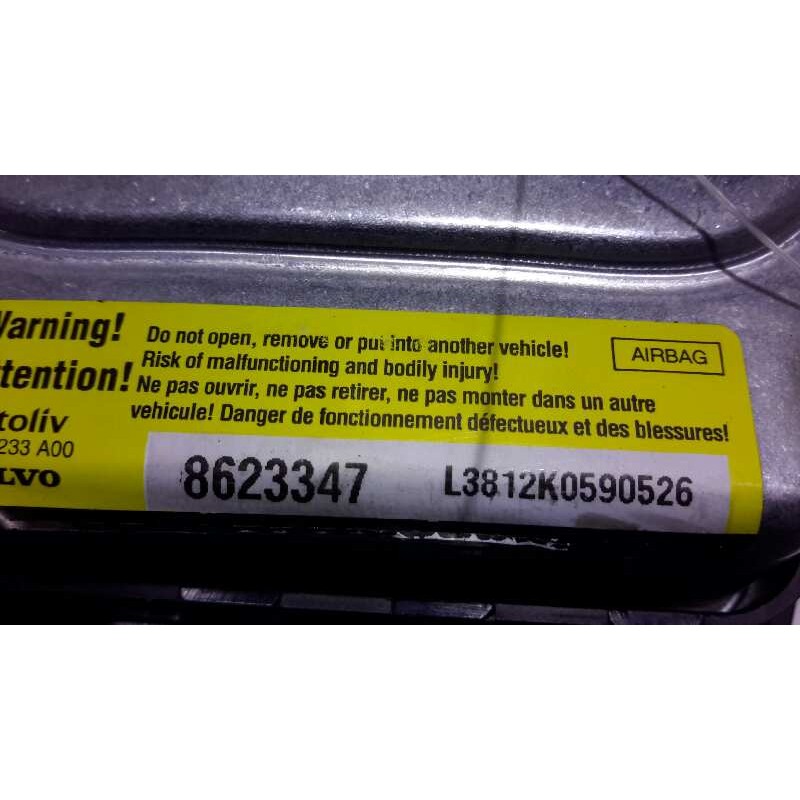 Warning!
Do not open, remove or put into another vehicle!
AIRBAG
Risk of malfunctioning and bodily injury!
ttention!
Ne pas ouvrir, ne pas retirer, ne pas monter dans un autre
vehicule! Danger de fonctionnement défectueux et des blessures!
toliv
233 A00
LVO
8623347
L3812K0590526